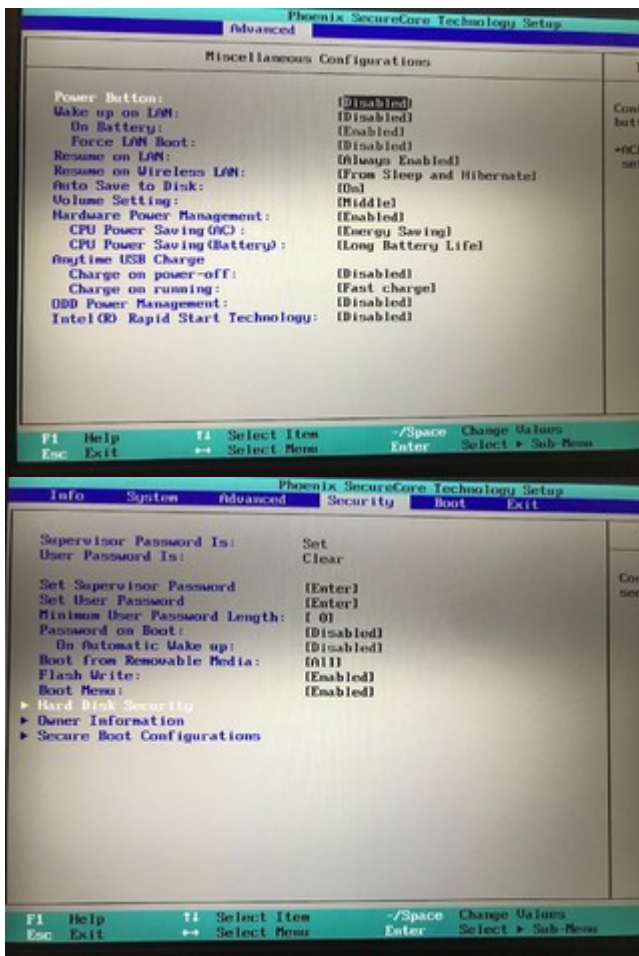 Phoenix SecureCore Technology Setup
Advanced
Miscellaneous Configurations
Power Button: [Disabled]
Wake up on LAN: [Disabled]
On Battery: [Enabled]
Force LAN Boot: [Disabled]
Resume on LAN: [Always Enabled]
Resume on Wireless LAN: [From Sleep and Hibernate]
Auto Save to Disk: [On]
Volume Setting: [Middle]
Hardware Power Management: [Enabled]
CPU Power Saving(AC): [Energy Saving]
CPU Power Saving(Battery): [Long Battery Life]
Anytime USB Charge
Charge on power-off: [Disabled]
Charge on running: [Fast charge]
ODD Power Management: [Disabled]
Intel(R) Rapid Start Technology: [Disabled]
F1 Help ↑↓ Select Item -/Space Change Values
Esc Exit ←→ Select Menu Enter Select ▶ Sub-Menu
Phoenix SecureCore Technology Setup
Info System Advanced Security Boot Exit
Supervisor Password Is: Set
User Password Is: Clear
Set Supervisor Password [Enter]
Set User Password [Enter]
Minimum User Password Length: [ 0]
Password on Boot: [Disabled]
On Automatic Wake up: [Disabled]
Boot from Removable Media: [All]
Flash Write: [Enabled]
Boot Menu: [Enabled]
▶ Hard Disk Security
▶ Owner Information
▶ Secure Boot Configurations
F1 Help ↑↓ Select Item -/Space Change Values
Esc Exit ←→ Select Menu Enter Select ▶ Sub-Menu